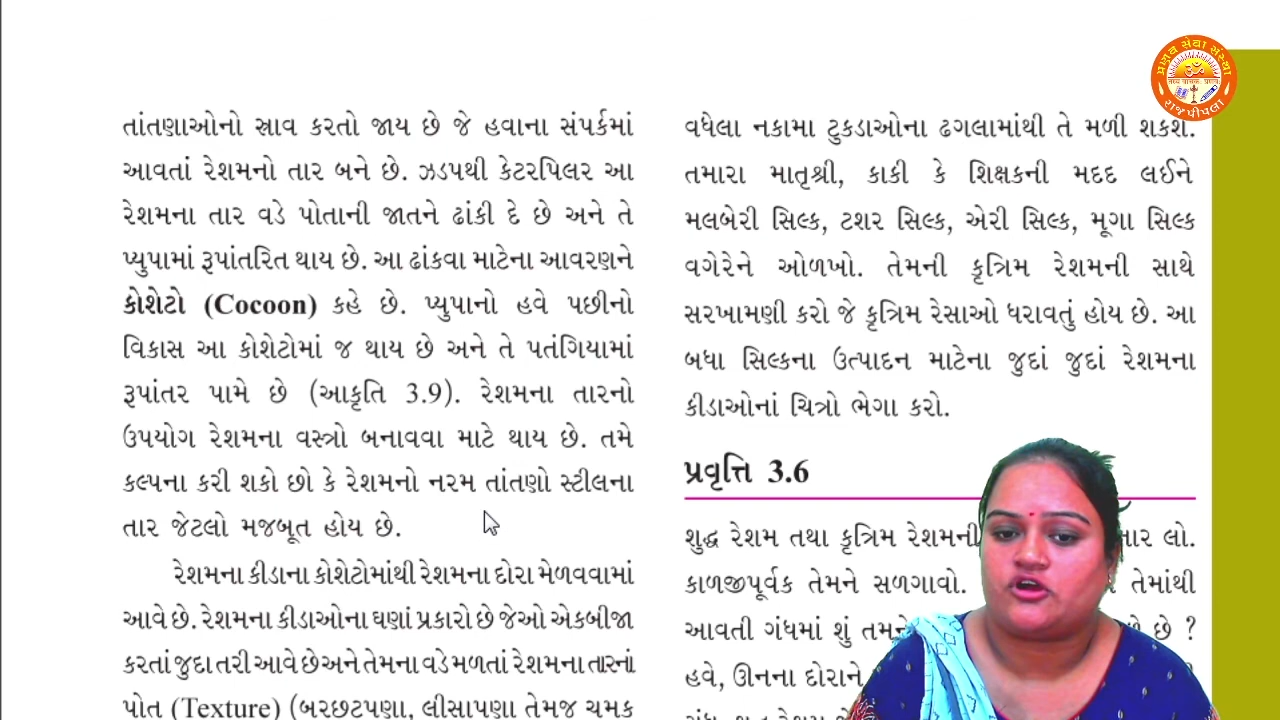 પ્રણવ સેવા સંસ્થા
રાજપીપલા
તાંતણાઓનો સ્રાવ કરતો જાય છે જે હવાના સંપર્કમાં
આવતાં રેશમનો તાર બને છે. ઝડપથી કેટરપિલર આ
રેશમના તાર વડે પોતાની જાતને ઢાંકી દે છે અને તે
પ્યુપામાં રૂપાંતરિત થાય છે. આ ઢાંકવા માટેના આવરણને
કોશેટો (Cocoon) કહે છે. પ્યુપાનો હવે પછીનો
વિકાસ આ કોશેટોમાં જ થાય છે અને તે પતંગિયામાં
રૂપાંતર પામે છે (આકૃતિ 3.9). રેશમના તારનો
ઉપયોગ રેશમના વસ્ત્રો બનાવવા માટે થાય છે. તમે
કલ્પના કરી શકો છો કે રેશમનો નરમ તાંતણો સ્ટીલના
તાર જેટલો મજબૂત હોય છે.
રેશમના કીડાના કોશેટોમાંથી રેશમના દોરા મેળવવામાં
આવે છે. રેશમના કીડાઓના ઘણાં પ્રકારો છે જેઓ એકબીજા
કરતાં જુદા તરી આવે છે અને તેમના વડે મળતાં રેશમના તારનાં
પોત (Texture) (બરછટપણા, લીસાપણા તેમજ ચમક
વધેલા નકામા ટુકડાઓના ઢગલામાંથી તે મળી શકશે.
તમારા માતૃશ્રી, કાકી કે શિક્ષકની મદદ લઈને
મલબેરી સિલ્ક, ટશર સિલ્ક, એરી સિલ્ક, મૂગા સિલ્ક
વગેરેને ઓળખો. તેમની કૃત્રિમ રેશમની સાથે
સરખામણી કરો જે કૃત્રિમ રેસાઓ ધરાવતું હોય છે. આ
બધા સિલ્કના ઉત્પાદન માટેના જુદાં જુદાં રેશમના
કીડાઓનાં ચિત્રો ભેગા કરો.
પ્રવૃત્તિ 3.6
શુદ્ધ રેશમ તથા કૃત્રિમ રેશમની તાર લો.
કાળજીપૂર્વક તેમને સળગાવો. તેમાંથી
આવતી ગંધમાં શું છે ?
હવે, ઊનના દોરાને